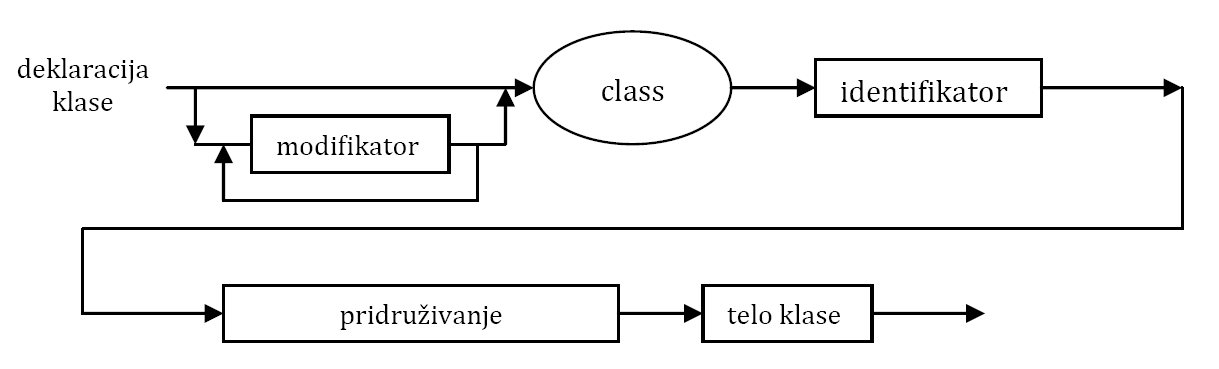 deklaracija
klase
class
identifikator
modifikator
pridruživanje
telo klase